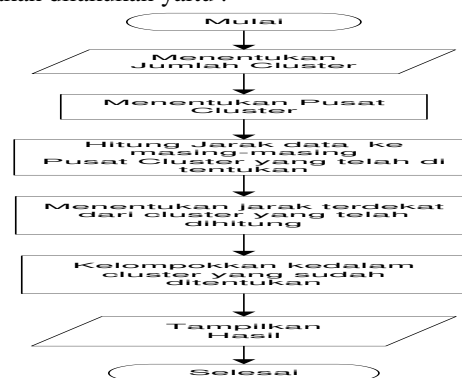 Mulai
Menentukan
Jumlah Cluster
Menentukan Pusat
Cluster
Hitung Jarak data ke
masing-masing
Pusat Cluster yang telah di
tentukan
Menentukan jarak terdekat
dari cluster yang telah
dihitung
Kelompokkan kedalam
cluster yang sudah
ditentukan
Tampilkan
Hasil
Selesai